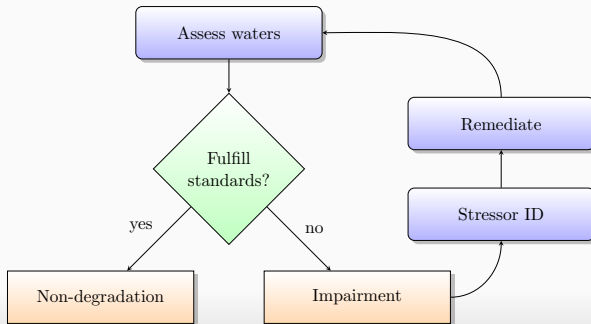 Assess waters
Remediate
Fulfill
standards?
Stressor ID
yes
no
Non-degradation
Impairment